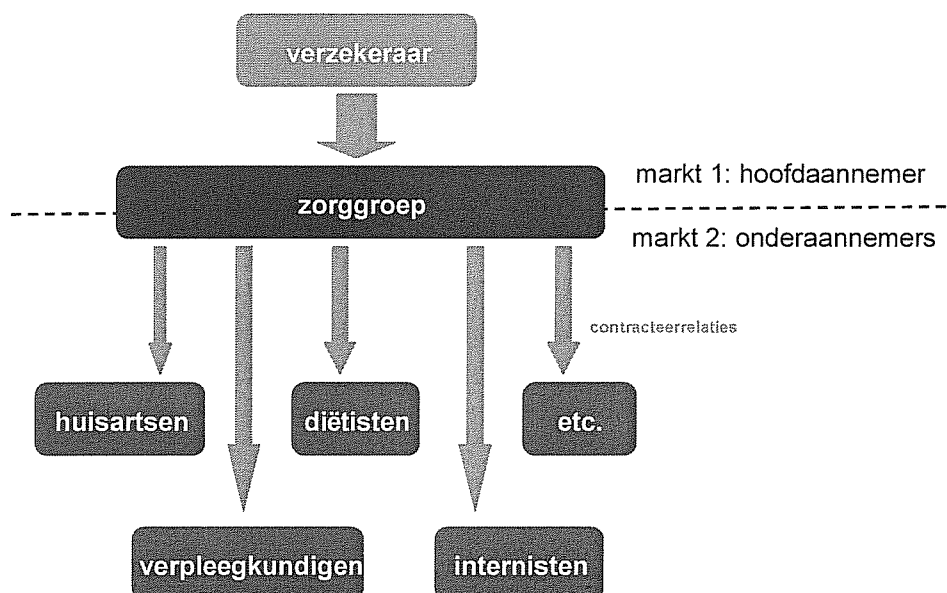 verzekeraar
markt 1: hoofdaannemer
zorggroep
markt 2: onderaannemers
contracteerrelaties
huisartsen
diëtisten
etc.
verpleegkundigen
internisten